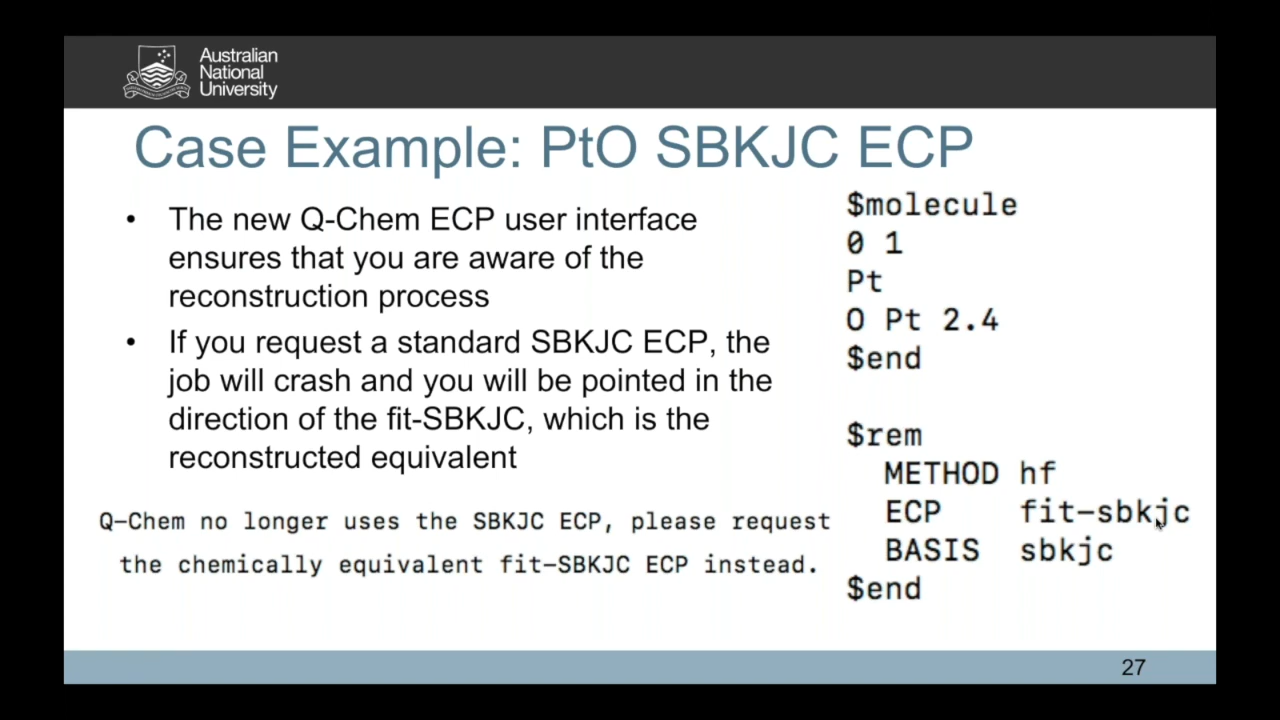 Australian
National
University
Case Example: PtO SBKJC ECP
• The new Q-Chem ECP user interface
ensures that you are aware of the
reconstruction process
• If you request a standard SBKJC ECP, the
job will crash and you will be pointed in the
direction of the fit-SBKJC, which is the
reconstructed equivalent
Q-Chem no longer uses the SBKJC ECP, please request
the chemically equivalent fit-SBKJC ECP instead.
$molecule
0 1
Pt
O Pt 2.4
$end
$rem
METHOD hf
ECP fit-sbkjc
BASIS sbkjc
$end
27